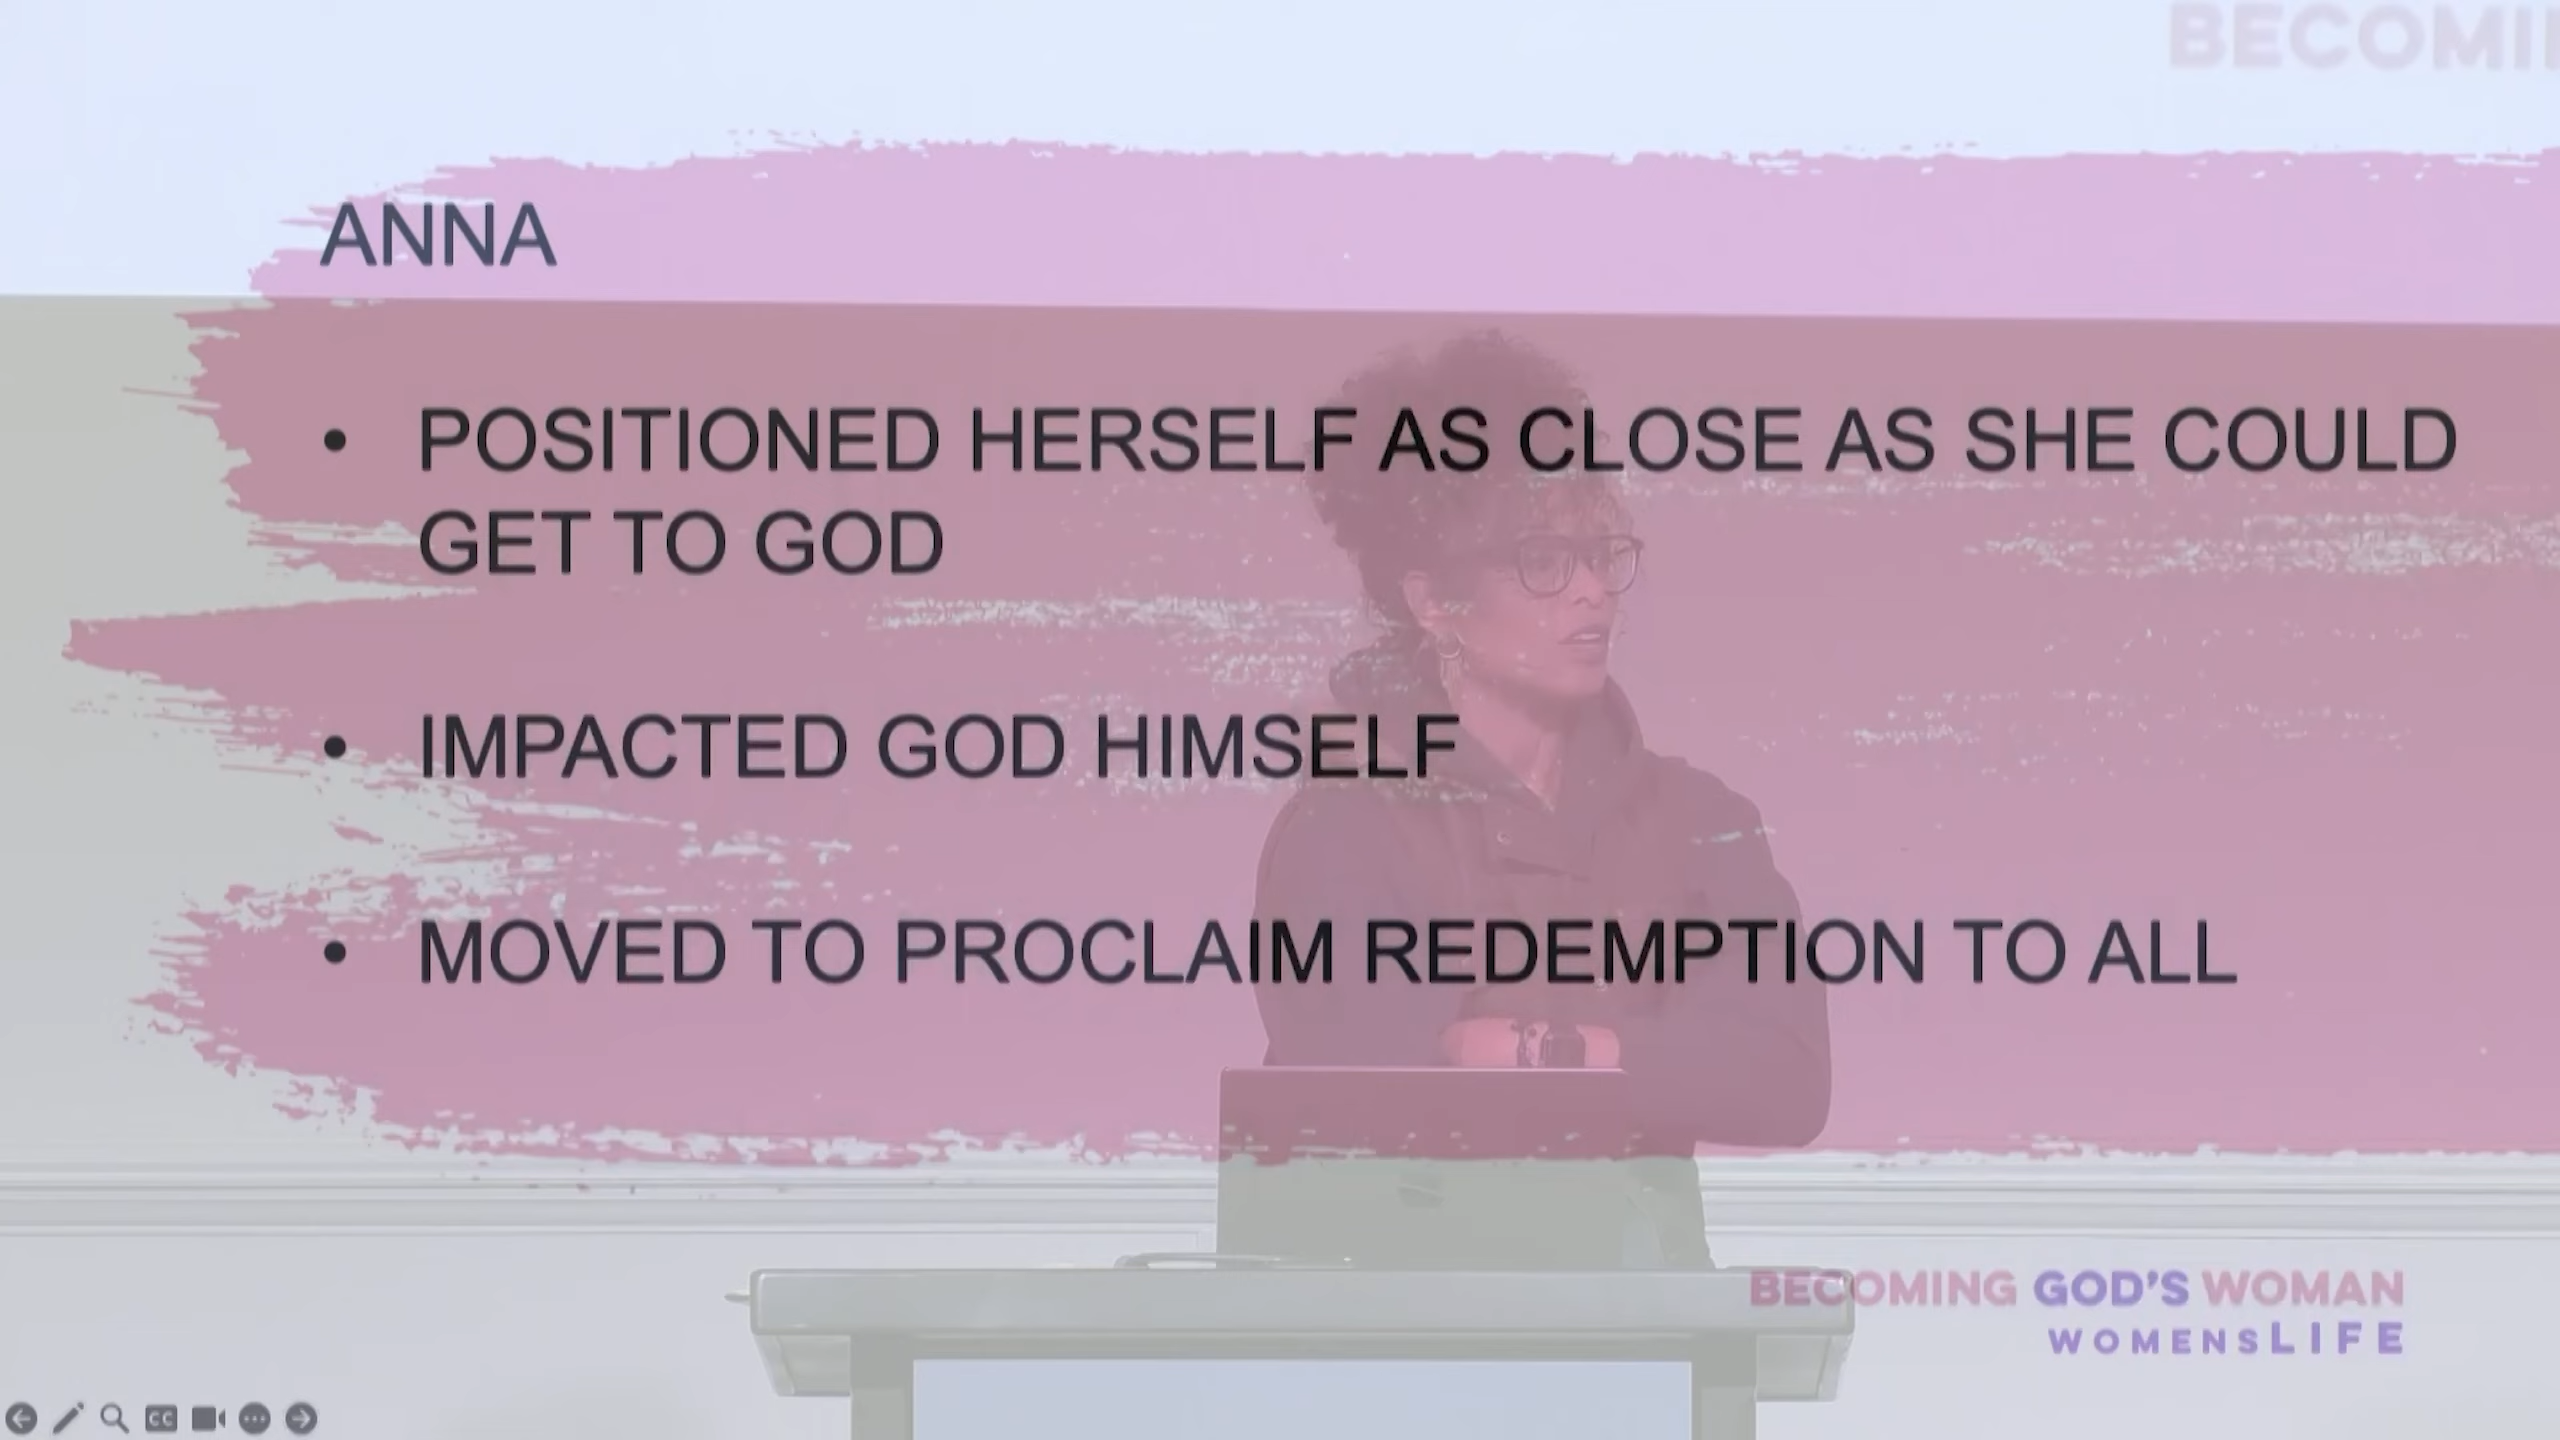 BECOMI
ANNA
• POSITIONED HERSELF AS CLOSE AS SHE COULD
GET TO GOD
• IMPACTED GOD HIMSELF
• MOVED TO PROCLAIM REDEMPTION TO ALL
BECOMING GOD'S WOMAN
WOMENSLIFE
CC